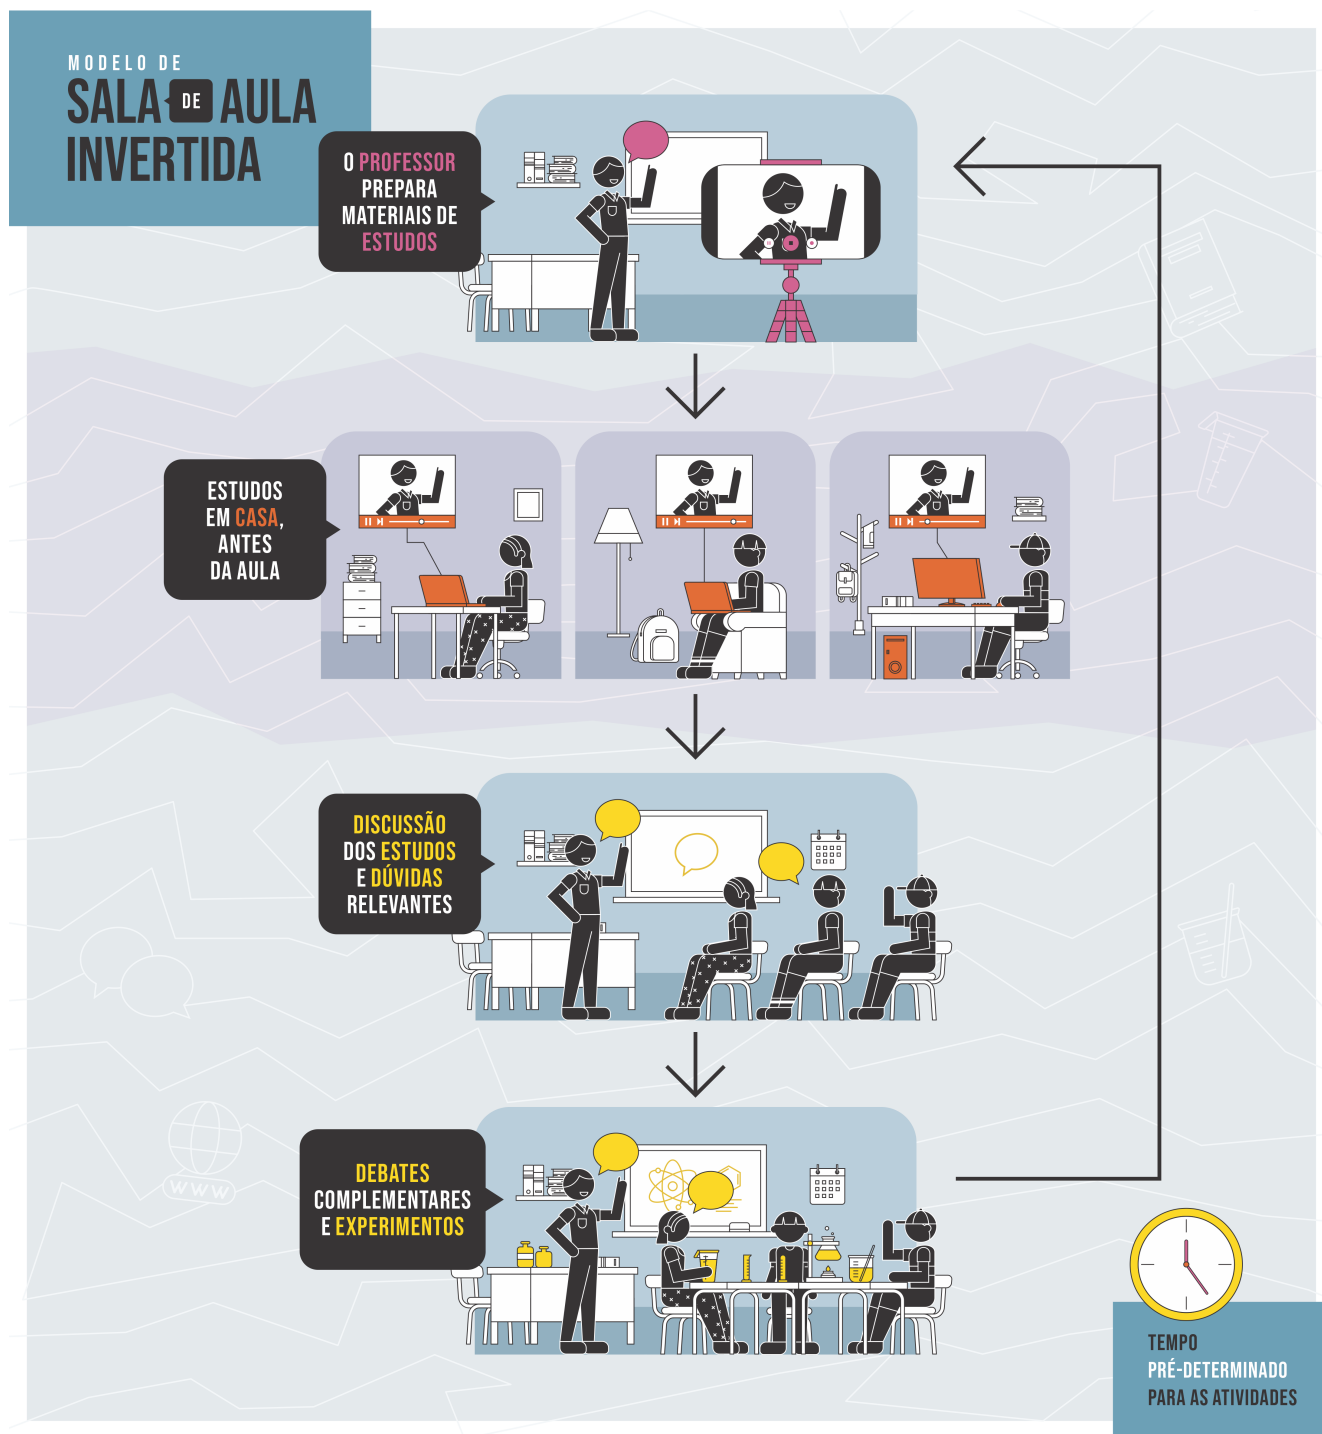 MODELO DE
SALA DE AULA
INVERTIDA
O PROFESSOR
PREPARA
MATERIAIS DE
ESTUDOS
ESTUDOS
EM CASA,
ANTES
DA AULA
DISCUSSÃO
DOS ESTUDOS
E DÚVIDAS
RELEVANTES
WWW
DEBATES
COMPLEMENTARES
E EXPERIMENTOS
TEMPO
PRÉ-DETERMINADO
PARA AS ATIVIDADES